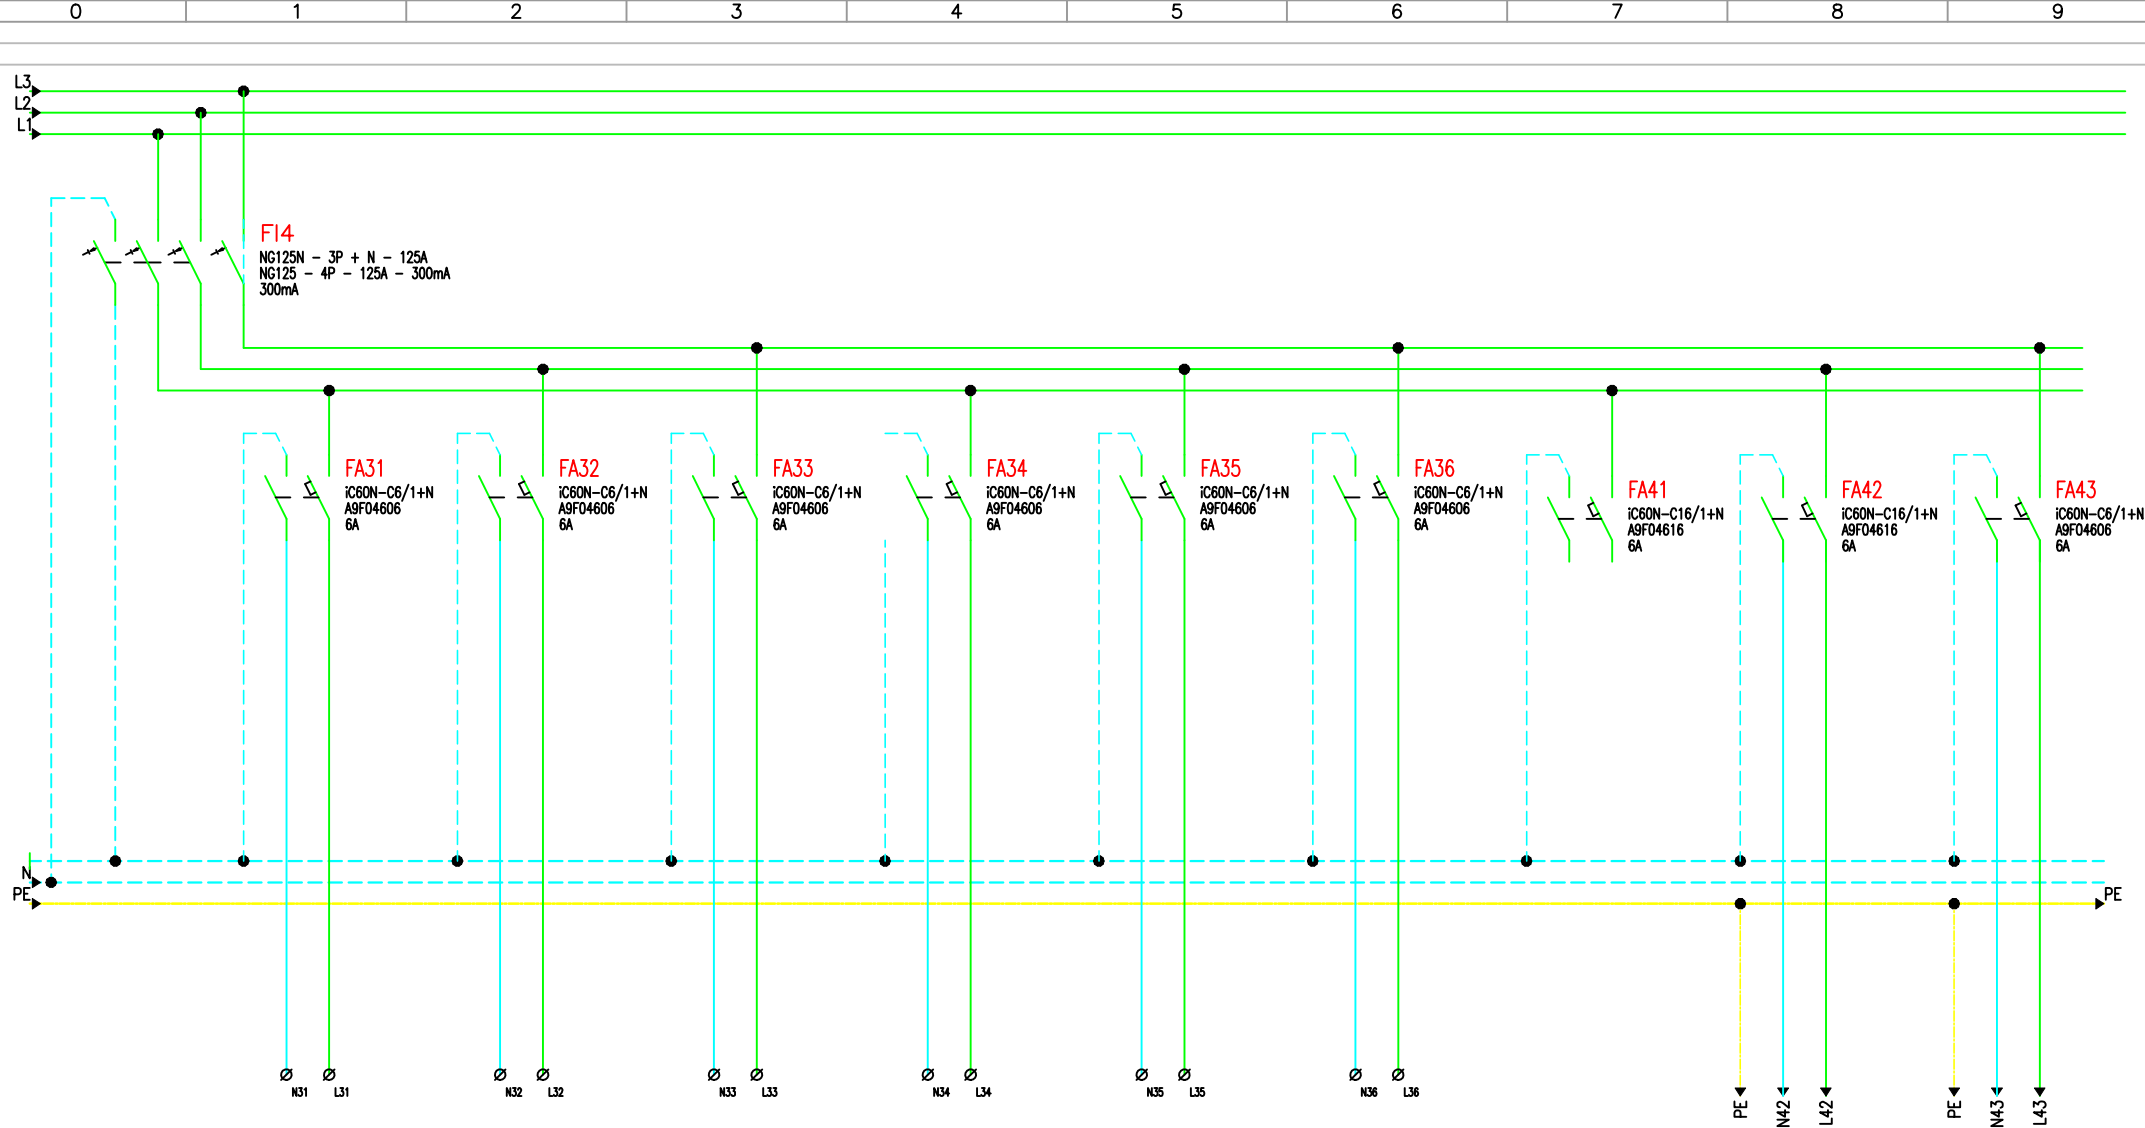 0 1 2 3 4 5 6 7 8 9
L3
L2
L1
FI4
NG125N - 3P + N - 125A
NG125 - 4P - 125A - 300mA
300mA
FA31
iC60N-C6/1+N
A9F04606
6A
FA32
iC60N-C6/1+N
A9F04606
6A
FA33
iC60N-C6/1+N
A9F04606
6A
FA34
iC60N-C6/1+N
A9F04606
6A
FA35
iC60N-C6/1+N
A9F04606
6A
FA36
iC60N-C6/1+N
A9F04606
6A
FA41
iC60N-C16/1+N
A9F04616
6A
FA42
iC60N-C16/1+N
A9F04616
6A
FA43
iC60N-C6/1+N
A9F04606
6A
N
PE
PE
N31 L31
N32 L32
N33 L33
N34 L34
N35 L35
N36 L36
PE
N42
L42
PE
N43
L43